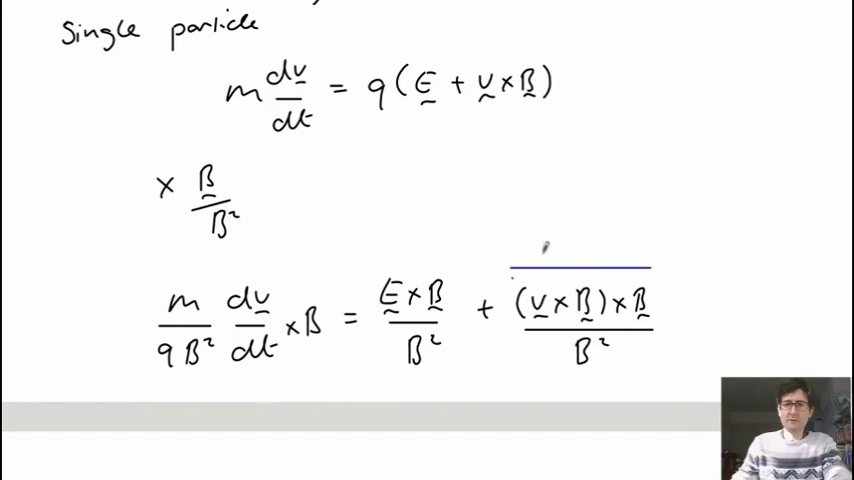 Single particle
m dv/dt = q(E + v × B)
× B/B²
m/qB² dv/dt × B = E × B/B² + (v × B) × B/B²